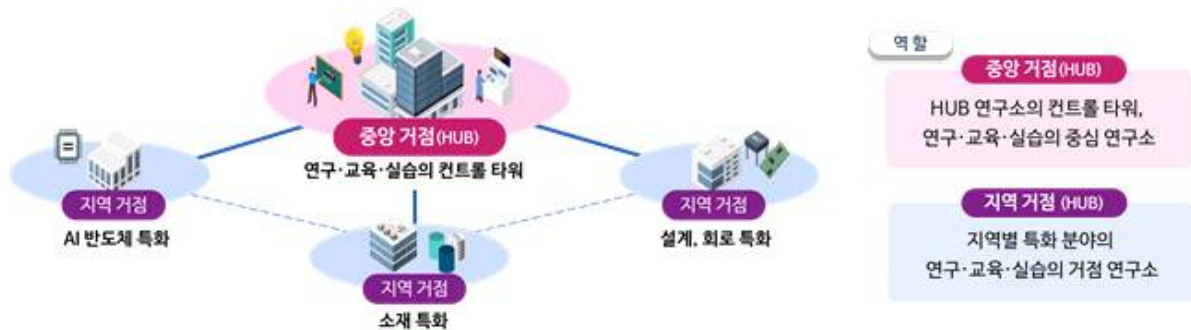 중앙 거점(HUB)
연구·교육·실습의 컨트롤 타워
지역 거점
AI 반도체 특화
지역 거점
소재 특화
지역 거점
설계, 회로 특화
역할
중앙 거점(HUB)
HUB 연구소의 컨트롤 타워,
연구·교육·실습의 중심 연구소
지역 거점 (HUB)
지역별 특화 분야의
연구·교육·실습의 거점 연구소